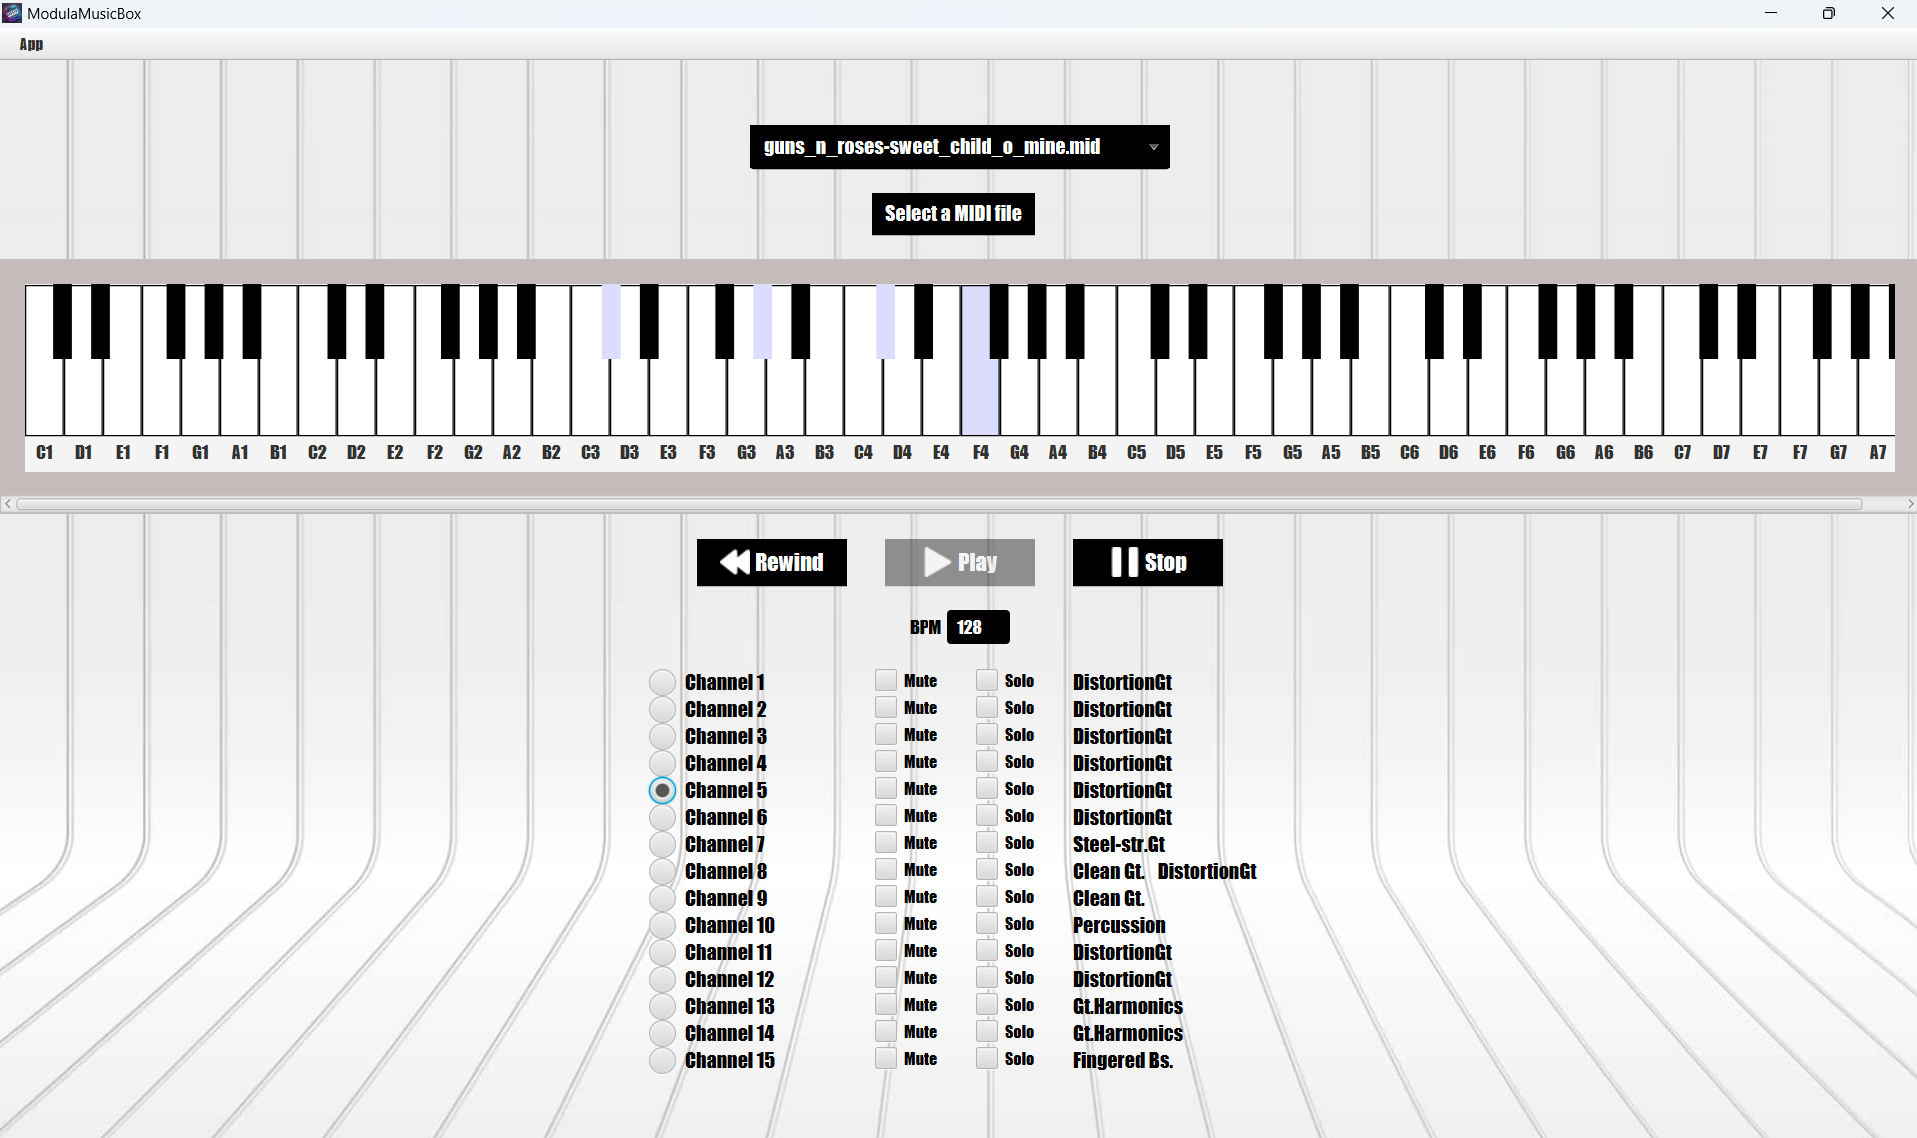 ModulaMusicBox
App
guns_n_roses-sweet_child_o_mine.mid
Select a MIDI file
C1 D1 E1 F1 G1 A1 B1 C2 D2 E2 F2 G2 A2 B2 C3 D3 E3 F3 G3 A3 B3 C4 D4 E4 F4 G4 A4 B4 C5 D5 E5 F5 G5 A5 B5 C6 D6 E6 F6 G6 A6 B6 C7 D7 E7 F7 G7 A7
Rewind Play Stop
BPM 128
Channel 1 Mute Solo DistortionGt
Channel 2 Mute Solo DistortionGt
Channel 3 Mute Solo DistortionGt
Channel 4 Mute Solo DistortionGt
Channel 5 Mute Solo DistortionGt
Channel 6 Mute Solo DistortionGt
Channel 7 Mute Solo Steel-str.Gt
Channel 8 Mute Solo Clean Gt. DistortionGt
Channel 9 Mute Solo Clean Gt.
Channel 10 Mute Solo Percussion
Channel 11 Mute Solo DistortionGt
Channel 12 Mute Solo DistortionGt
Channel 13 Mute Solo Gt.Harmonics
Channel 14 Mute Solo Gt.Harmonics
Channel 15 Mute Solo Fingered Bs.